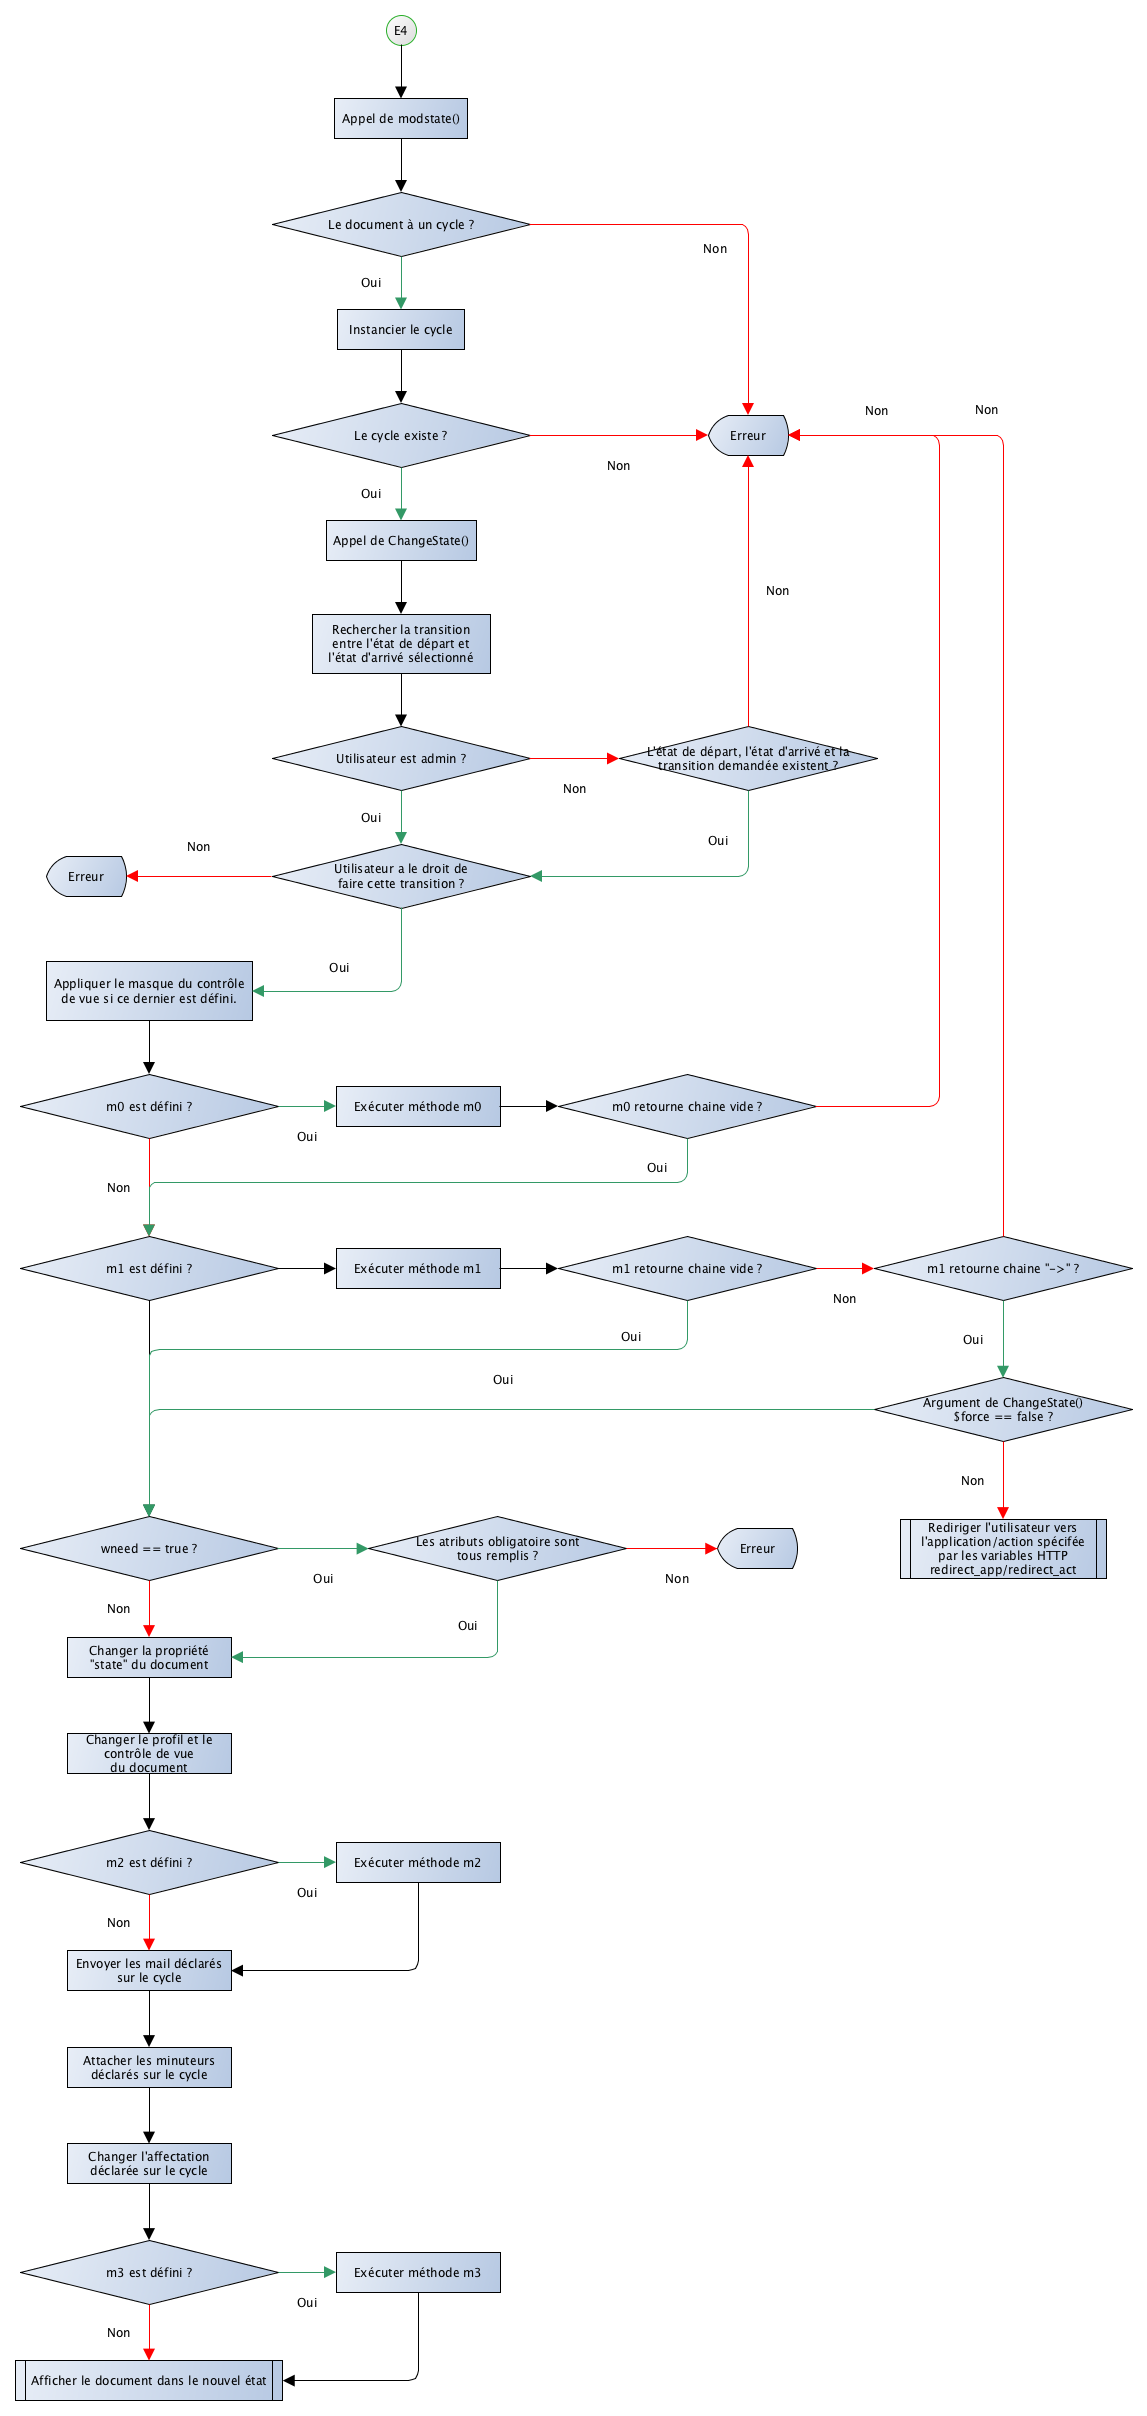 E4
Appel de modstate()
Le document à un cycle ?
Non
Oui
Instancier le cycle
Non
Non
Le cycle existe ?
Erreur
Non
Oui
Appel de ChangeState()
Non
Rechercher la transition
entre l'état de départ et
l'état d'arrivé sélectionné
Utilisateur est admin ?
L'état de départ, l'état d'arrivé et la
transition demandée existent ?
Non
Oui
Oui
Non
Utilisateur a le droit de
faire cette transition ?
Erreur
Oui
Appliquer le masque du contrôle
de vue si ce dernier est défini.
m0 est défini ?
Exécuter méthode m0
m0 retourne chaine vide ?
Oui
Oui
Non
m1 est défini ?
Exécuter méthode m1
m1 retourne chaine vide ?
m1 retourne chaine "->" ?
Non
Oui
Oui
Oui
Argument de ChangeState()
$force == false ?
Non
Rediriger l'utilisateur vers
l'application/action spécifée
par les variables HTTP
redirect_app/redirect_act
wneed == true ?
Les atributs obligatoire sont
tous remplis ?
Erreur
Oui
Non
Non
Oui
Changer la propriété
"state" du document
Changer le profil et le
contrôle de vue
du document
m2 est défini ?
Exécuter méthode m2
Oui
Non
Envoyer les mail déclarés
sur le cycle
Attacher les minuteurs
déclarés sur le cycle
Changer l'affectation
déclarée sur le cycle
m3 est défini ?
Exécuter méthode m3
Oui
Non
Afficher le document dans le nouvel état